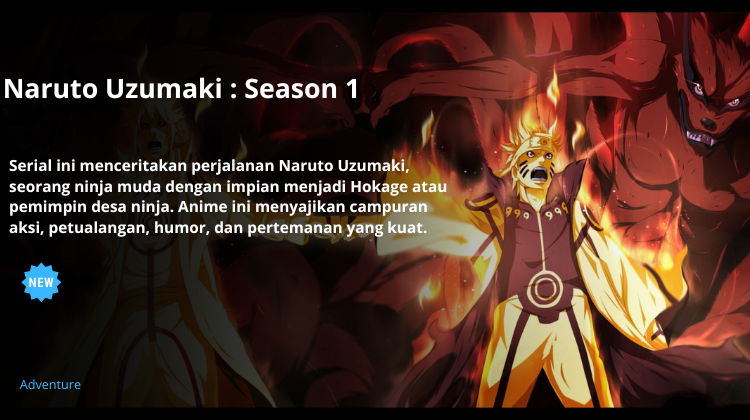 Naruto Uzumaki : Season 1
Serial ini menceritakan perjalanan Naruto Uzumaki,
seorang ninja muda dengan impian menjadi Hokage atau
pemimpin desa ninja. Anime ini menyajikan campuran
aksi, petualangan, humor, dan pertemanan yang kuat.
NEW
Adventure